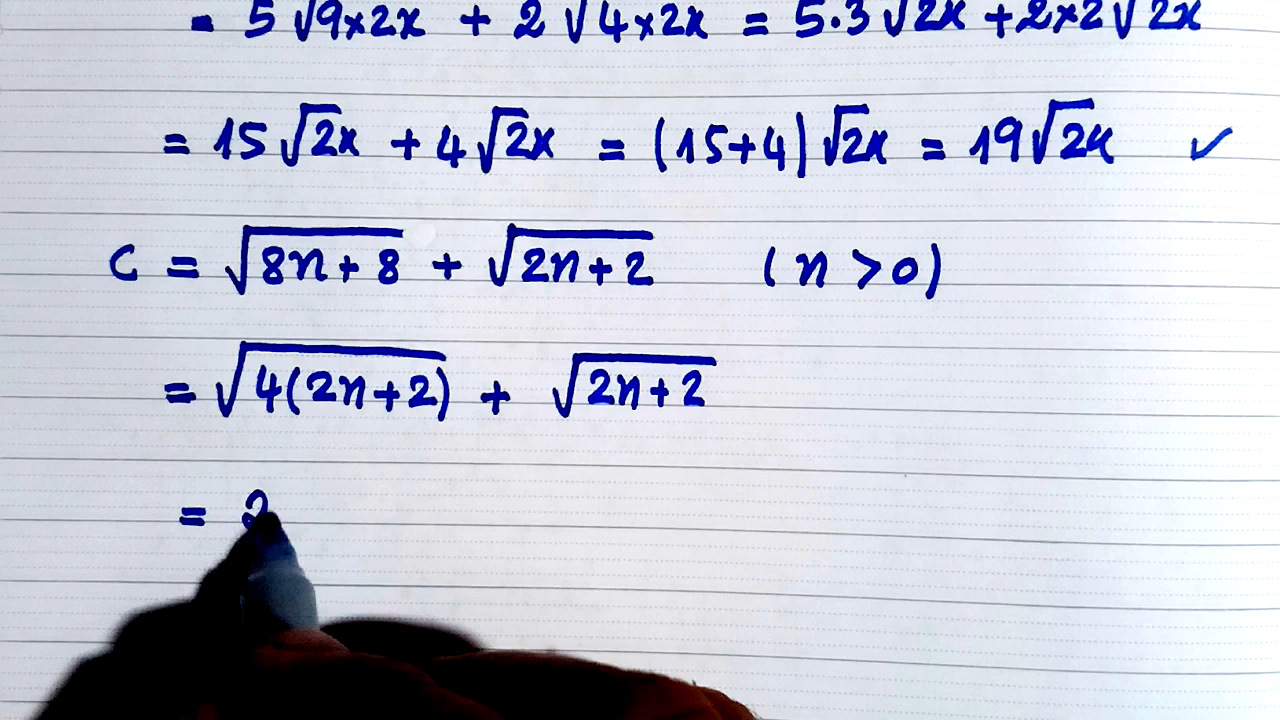 = 5 √9×2x + 2 √4×2x = 5·3 √2x + 2×2 √2x
= 15 √2x + 4 √2x = (15+4) √2x = 19 √2x ✓
C = √8n+8 + √2n+2 (n > 0)
= √4(2n+2) + √2n+2
= 2